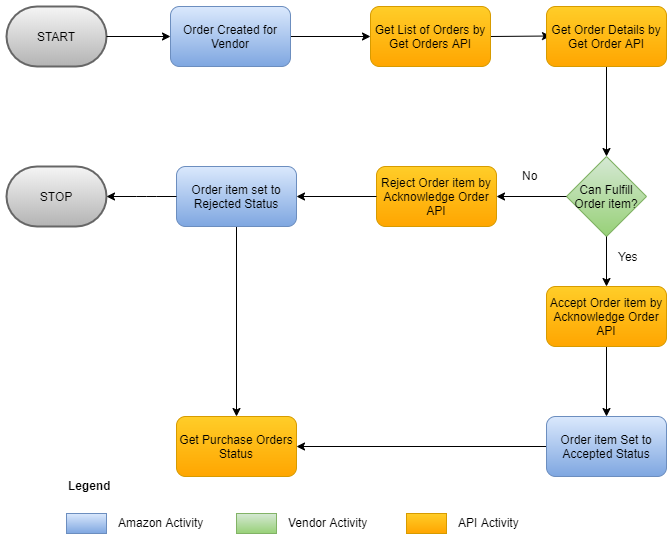 START
Order Created for
Vendor
Get List of Orders by
Get Orders API
Get Order Details by
Get Order API
STOP
Order item set to
Rejected Status
Reject Order item by
Acknowledge Order
API
No
Can Fulfill
Order item?
Yes
Accept Order item by
Acknowledge Order
API
Get Purchase Orders
Status
Order item Set to
Accepted Status
Legend
Amazon Activity
Vendor Activity
API Activity